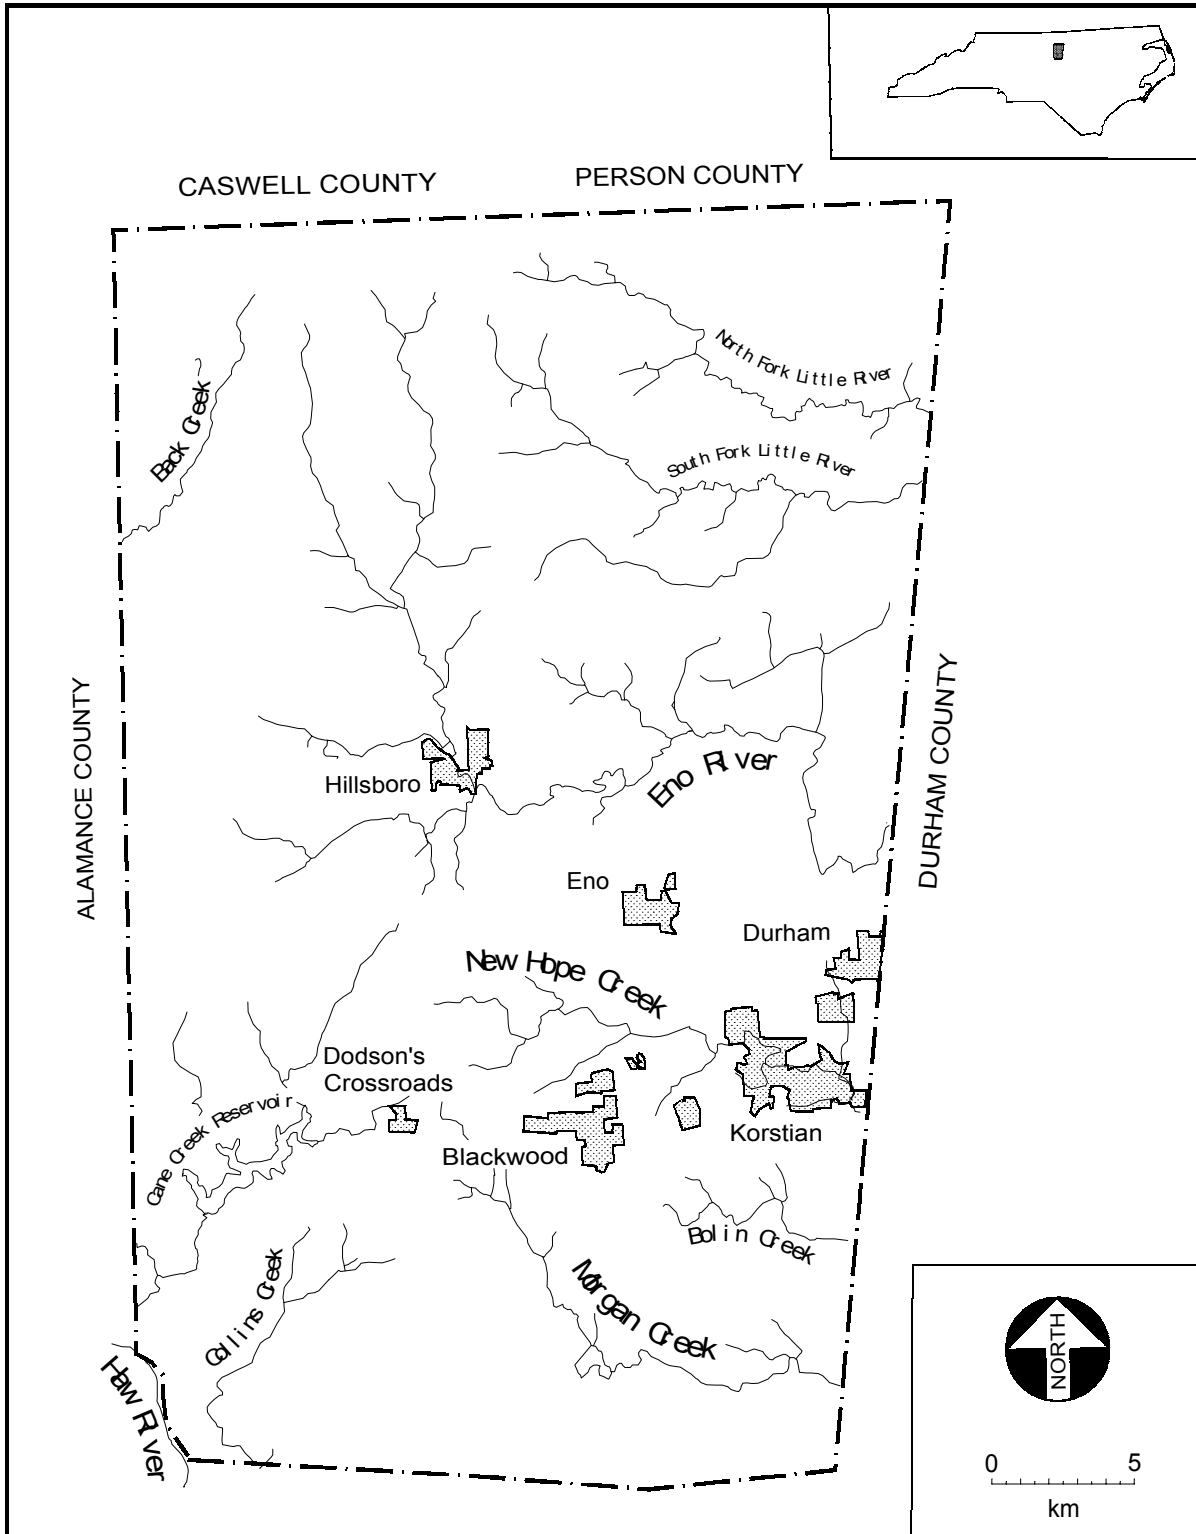 CASWELL COUNTY
PERSON COUNTY
North Fork Little River
Back Creek
South Fork Little River
ALAMANCE COUNTY
DURHAM COUNTY
Hillsboro
Eno River
Eno
Durham
New Hope Creek
Dodson's
Crossroads
Cane Creek Reservoir
Korstian
Blackwood
Bolin Creek
Collins Creek
Morgan Creek
Haw River
NORTH
0 5
km